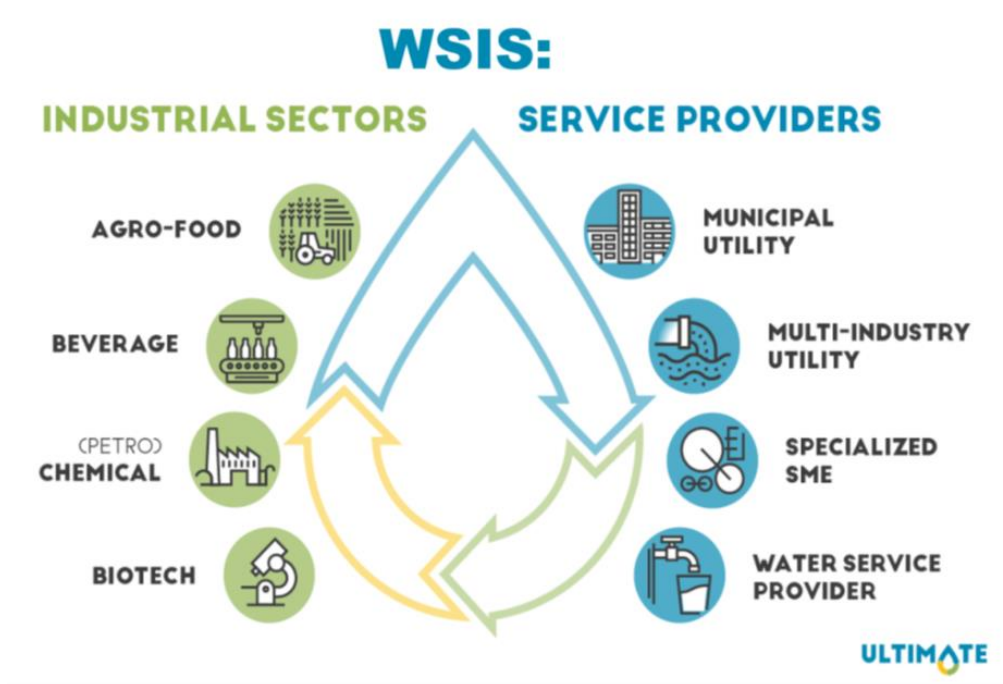 WSIS:
INDUSTRIAL SECTORS
SERVICE PROVIDERS
AGRO-FOOD
BEVERAGE
(PETRO)
CHEMICAL
BIOTECH
MUNICIPAL
UTILITY
MULTI-INDUSTRY
UTILITY
SPECIALIZED
SME
WATER SERVICE
PROVIDER
ULTIMATE